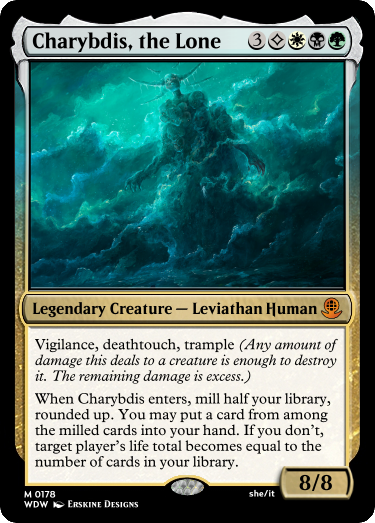 Charybdis, the Lone 3
Legendary Creature — Leviathan Human
Vigilance, deathtouch, trample (Any amount of
damage this deals to a creature is enough to destroy
it. The remaining damage is excess.)
When Charybdis enters, mill half your library,
rounded up. You may put a card from among
the milled cards into your hand. If you don’t,
target player’s life total becomes equal to the
number of cards in your library.
8/8
M 0178
she/it
WDW Erskine Designs